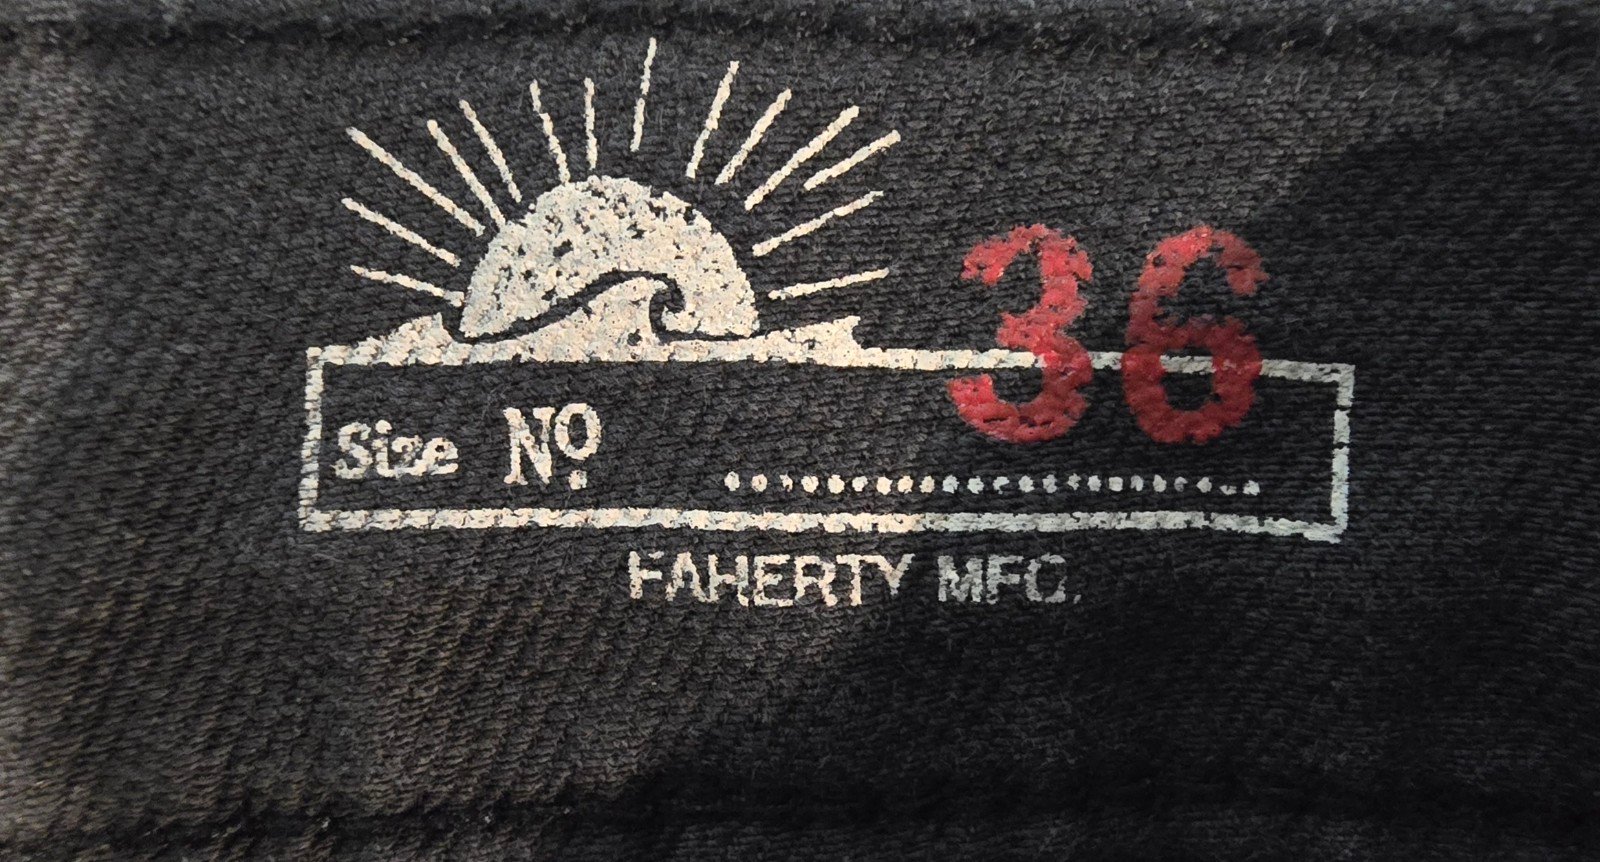 36
Size Nº ......................
FAHERTY MFG.